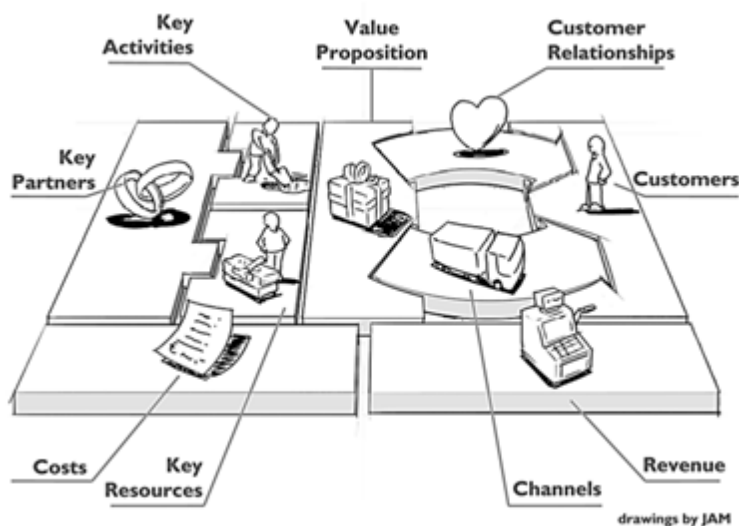 Key
Activities
Value
Proposition
Customer
Relationships
Key
Partners
Customers
Costs
Key
Resources
Channels
Revenue
drawings by JAM